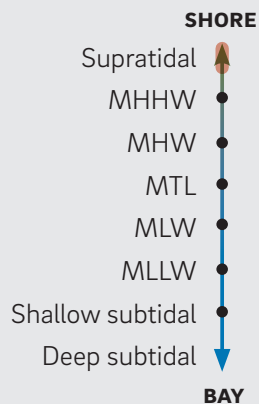 SHORE
Supratidal
MHHW
MHW
MTL
MLW
MLLW
Shallow subtidal
Deep subtidal
BAY